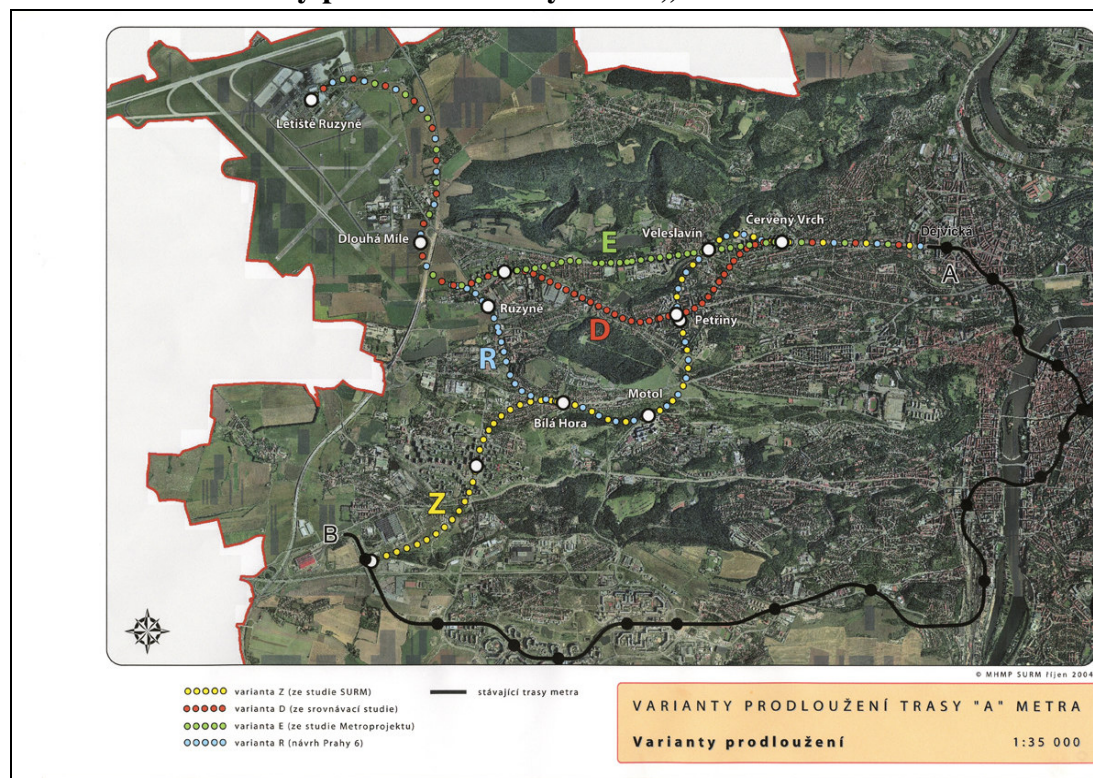 Letiště Ruzyně
Dlouhá Míle
Veleslavín
Červený Vrch
Dejvická
E
A
Ruzyně
D
Petřiny
R
Motol
Bílá Hora
Z
B
© MHMP SURM říjen 2004
varianta Z (ze studie SURM)
stávající trasy metra
varianta D (ze srovnávací studie)
varianta E (ze studie Metroprojektu)
varianta R (návrh Prahy 6)
VARIANTY PRODLOUŽENÍ TRASY "A" METRA
Varianty prodloužení
1:35 000